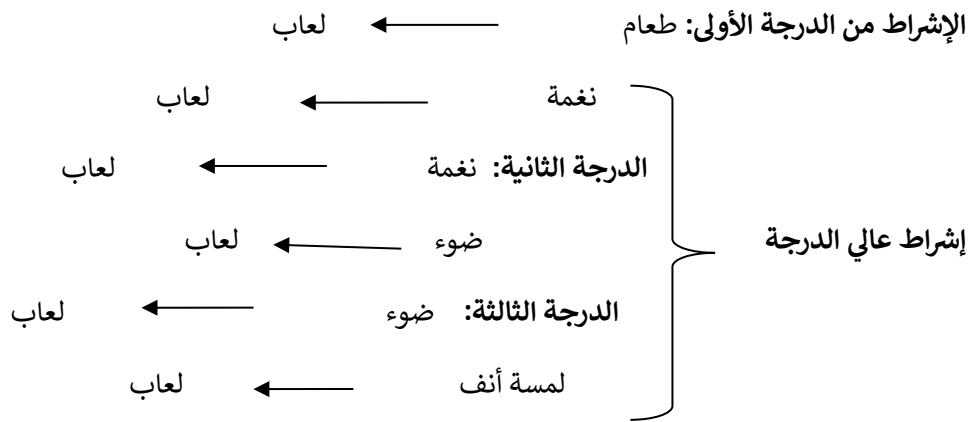 الإشراط من الدرجة الأولى: طعام لعاب
نغمة لعاب
الدرجة الثانية: نغمة لعاب
إشراط عالي الدرجة ضوء لعاب
الدرجة الثالثة: ضوء لعاب
لمسة أنف لعاب